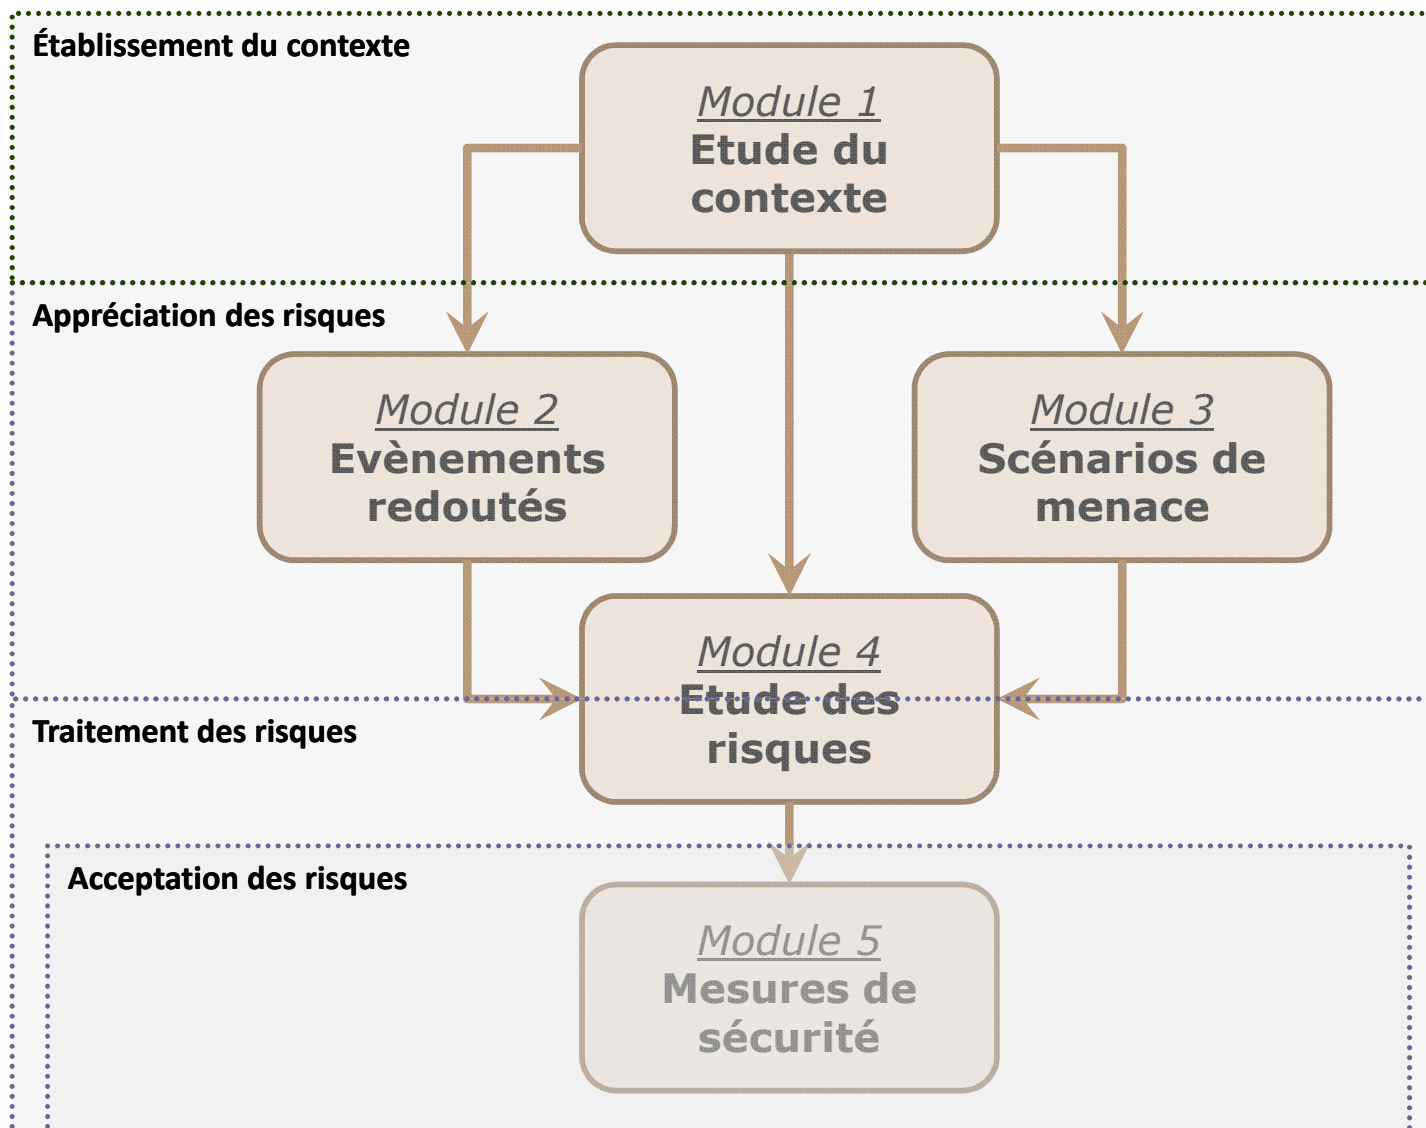 Établissement du contexte
Module 1
Etude du
contexte
Appréciation des risques
Module 2
Evènements
redoutés
Module 3
Scénarios de
menace
Module 4
Etude des
risques
Traitement des risques
Acceptation des risques
Module 5
Mesures de
sécurité